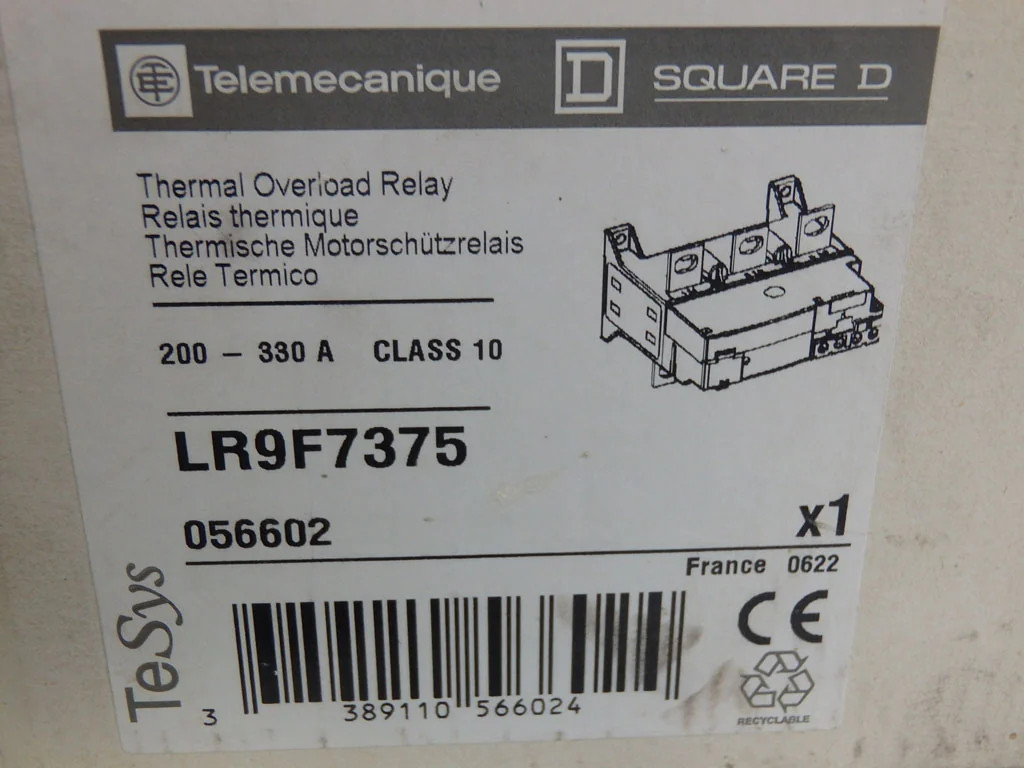 Telemecanique D SQUARE D
Thermal Overload Relay
Relais thermique
Thermische Motorschützrelais
Rele Termico
200 – 330 A CLASS 10
LR9F7375
056602 x1
France 0622
TeSys
CE
3 389110 566024
RECYCLABLE